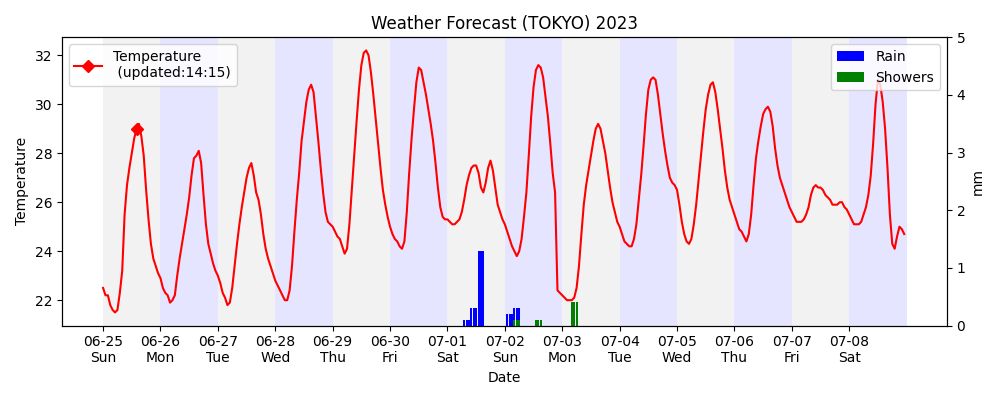 Weather Forecast (TOKYO) 2023
Temperature
(updated:14:15)
Rain
Showers
Temperature
32
30
28
26
24
22
5
4
3
2
1
0
mm
06-25 06-26 06-27 06-28 06-29 06-30 07-01 07-02 07-03 07-04 07-05 07-06 07-07 07-08
Sun Mon Tue Wed Thu Fri Sat Sun Mon Tue Wed Thu Fri Sat
Date